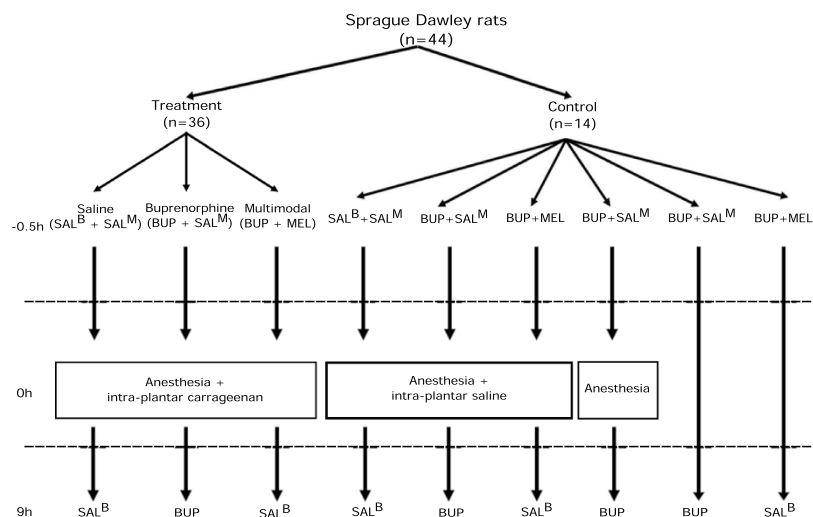 Sprague Dawley rats
(n=44)
Treatment
(n=36)
Control
(n=14)
-0.5h
Saline
(SALᴮ + SALᴹ)
Buprenorphine
(BUP + SALᴹ)
Multimodal
(BUP + MEL)
SALᴮ+SALᴹ
BUP+SALᴹ
BUP+MEL
BUP+SALᴹ
BUP+SALᴹ
BUP+MEL
0h
Anesthesia +
intra-plantar carrageenan
Anesthesia +
intra-plantar saline
Anesthesia
9h
SALᴮ
BUP
SALᴮ
SALᴮ
BUP
SALᴮ
BUP
BUP
SALᴮ